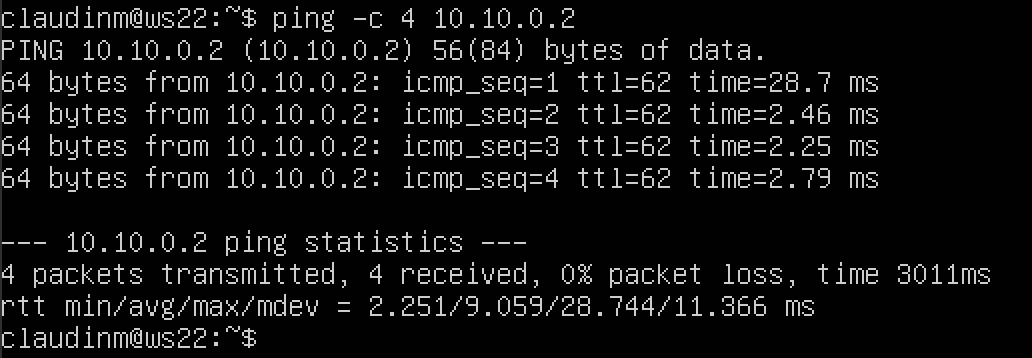 claudinm@ws22:~$ ping -c 4 10.10.0.2
PING 10.10.0.2 (10.10.0.2) 56(84) bytes of data.
64 bytes from 10.10.0.2: icmp_seq=1 ttl=62 time=28.7 ms
64 bytes from 10.10.0.2: icmp_seq=2 ttl=62 time=2.46 ms
64 bytes from 10.10.0.2: icmp_seq=3 ttl=62 time=2.25 ms
64 bytes from 10.10.0.2: icmp_seq=4 ttl=62 time=2.79 ms

--- 10.10.0.2 ping statistics ---
4 packets transmitted, 4 received, 0% packet loss, time 3011ms
rtt min/avg/max/mdev = 2.251/9.059/28.744/11.366 ms
claudinm@ws22:~$